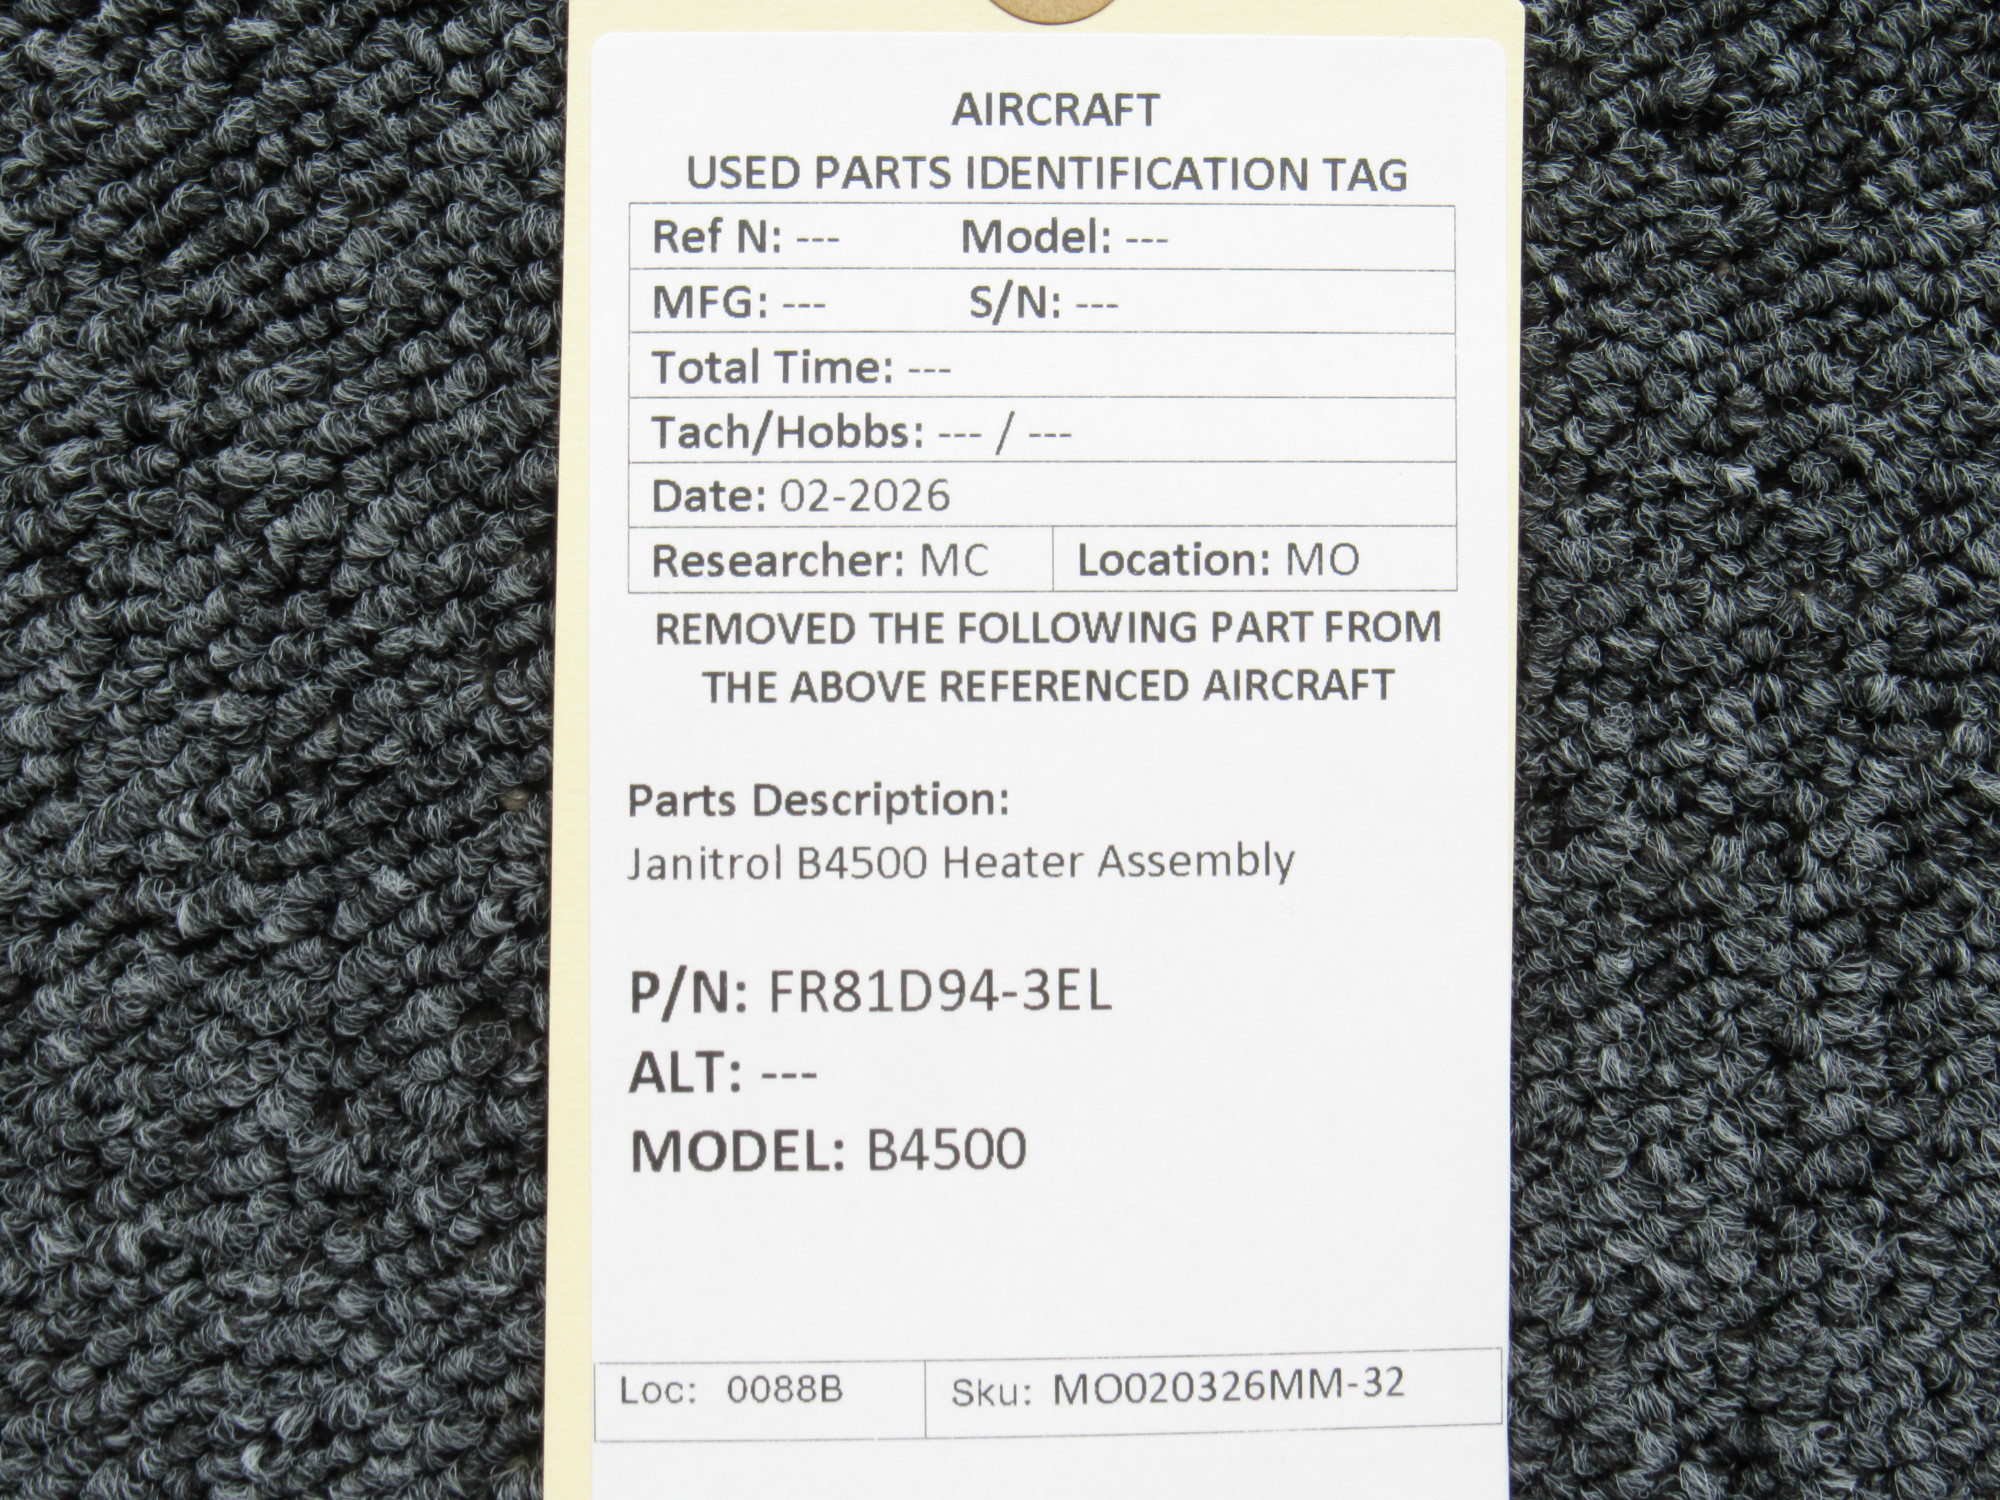 AIRCRAFT
USED PARTS IDENTIFICATION TAG
Ref N: --- Model: ---
MFG: --- S/N: ---
Total Time: ---
Tach/Hobbs: --- / ---
Date: 02-2026
Researcher: MC Location: MO
REMOVED THE FOLLOWING PART FROM
THE ABOVE REFERENCED AIRCRAFT
Parts Description:
Janitrol B4500 Heater Assembly
P/N: FR81D94-3EL
ALT: ---
MODEL: B4500
Loc: 0088B Sku: MO020326MM-32